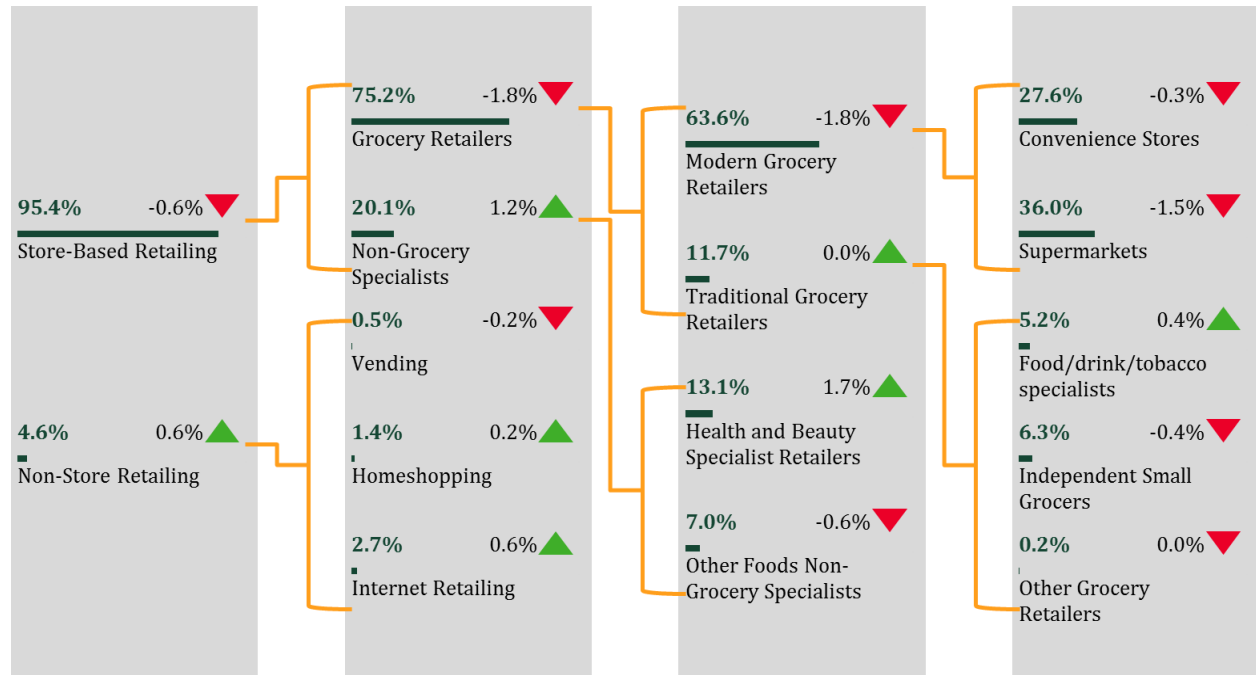 95.4% -0.6%
Store-Based Retailing
4.6% 0.6%
Non-Store Retailing
75.2% -1.8%
Grocery Retailers
20.1% 1.2%
Non-Grocery
Specialists
0.5% -0.2%
Vending
1.4% 0.2%
Homeshopping
2.7% 0.6%
Internet Retailing
63.6% -1.8%
Modern Grocery
Retailers
11.7% 0.0%
Traditional Grocery
Retailers
13.1% 1.7%
Health and Beauty
Specialist Retailers
7.0% -0.6%
Other Foods Non-
Grocery Specialists
27.6% -0.3%
Convenience Stores
36.0% -1.5%
Supermarkets
5.2% 0.4%
Food/drink/tobacco
specialists
6.3% -0.4%
Independent Small
Grocers
0.2% 0.0%
Other Grocery
Retailers